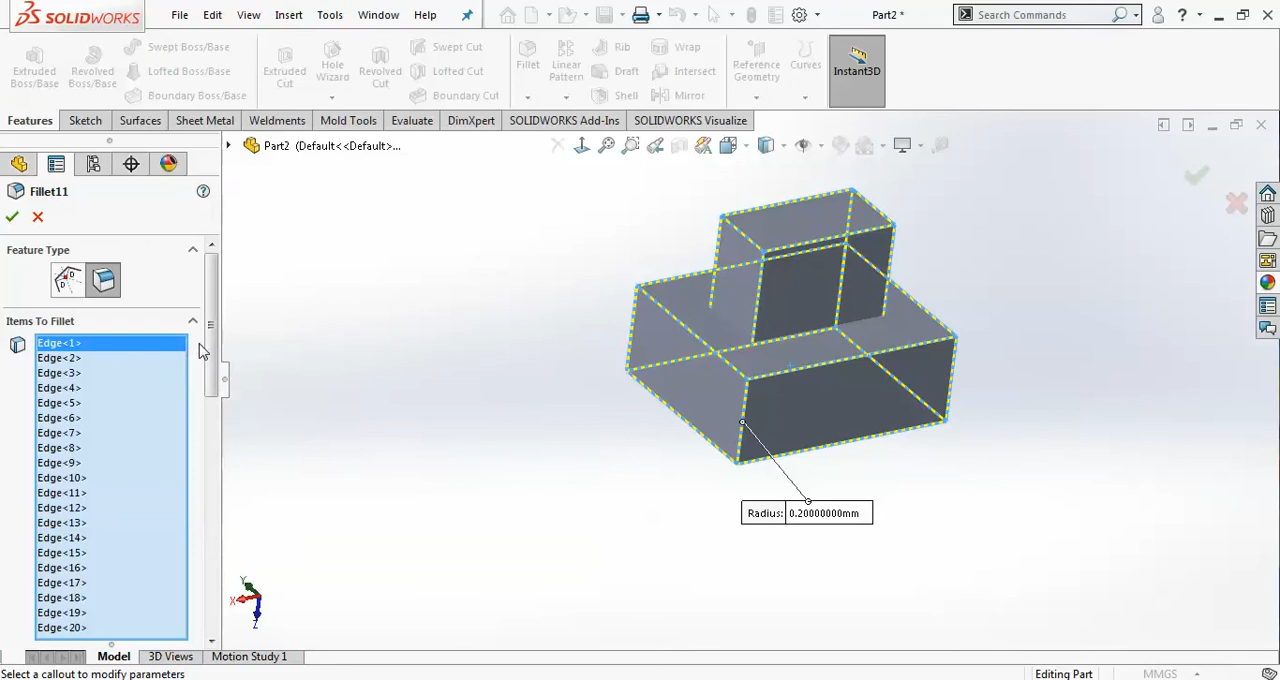 DS SOLIDWORKS File Edit View Insert Tools Window Help Part2 * Search Commands ?
Extruded Boss/Base Revolved Boss/Base Swept Boss/Base Lofted Boss/Base Boundary Boss/Base Extruded Cut Hole Wizard Revolved Cut Swept Cut Lofted Cut Boundary Cut Fillet Linear Pattern Rib Draft Shell Wrap Intersect Mirror Reference Geometry Curves Instant3D
Features Sketch Surfaces Sheet Metal Weldments Mold Tools Evaluate DimXpert SOLIDWORKS Add-Ins SOLIDWORKS Visualize
Part2 (Default<<Default>...
Fillet11 ?
Feature Type
D D
Items To Fillet
Edge<1>
Edge<2>
Edge<3>
Edge<4>
Edge<5>
Edge<6>
Edge<7>
Edge<8>
Edge<9>
Edge<10>
Edge<11>
Edge<12>
Edge<13>
Edge<14>
Edge<15>
Edge<16>
Edge<17>
Edge<18>
Edge<19>
Edge<20>
Radius: 0.20000000mm
Y
X
Z
Model 3D Views Motion Study 1
Select a callout to modify parameters Editing Part MMGS